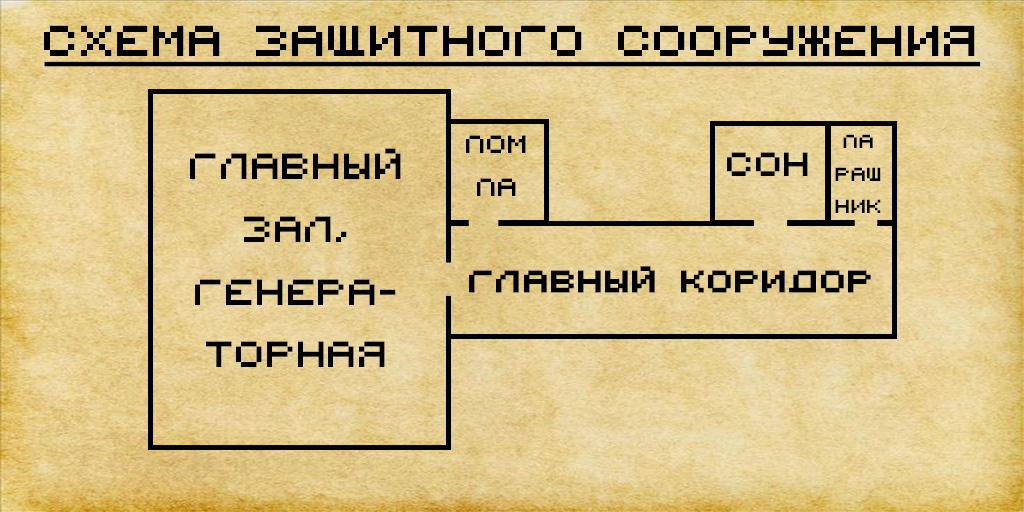 СХЕМА ЗАЩИТНОГО СООРУЖЕНИЯ
ГЛАВНЫЙ
ЗАЛ,
ГЕНЕРА-
ТОРНАЯ
ПОМ
ПА
СОН
ПА
РАШ
НИК
ГЛАВНЫЙ КОРИДОР